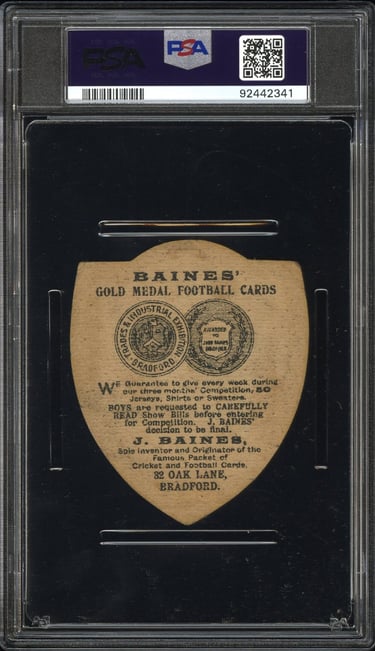 PSA
PSA
92442341
BAINES'
GOLD MEDAL FOOTBALL CARDS
TRADES & INDUSTRIAL EXHIBITION
BRADFORD
AWARDED
TO
JOHN BAINES
BRADFORD
WE Guarantee to give every week during
our three months' Competition, 50
Jerseys, Shirts or Sweaters.
BOYS are requested to CAREFULLY
READ Show Bills before entering
for Competition. J. BAINES'
decision to be final.
J. BAINES,
Sole Inventor and Originator of the
Famous Packet of
Cricket and Football Cards.
32 OAK LANE,
BRADFORD.